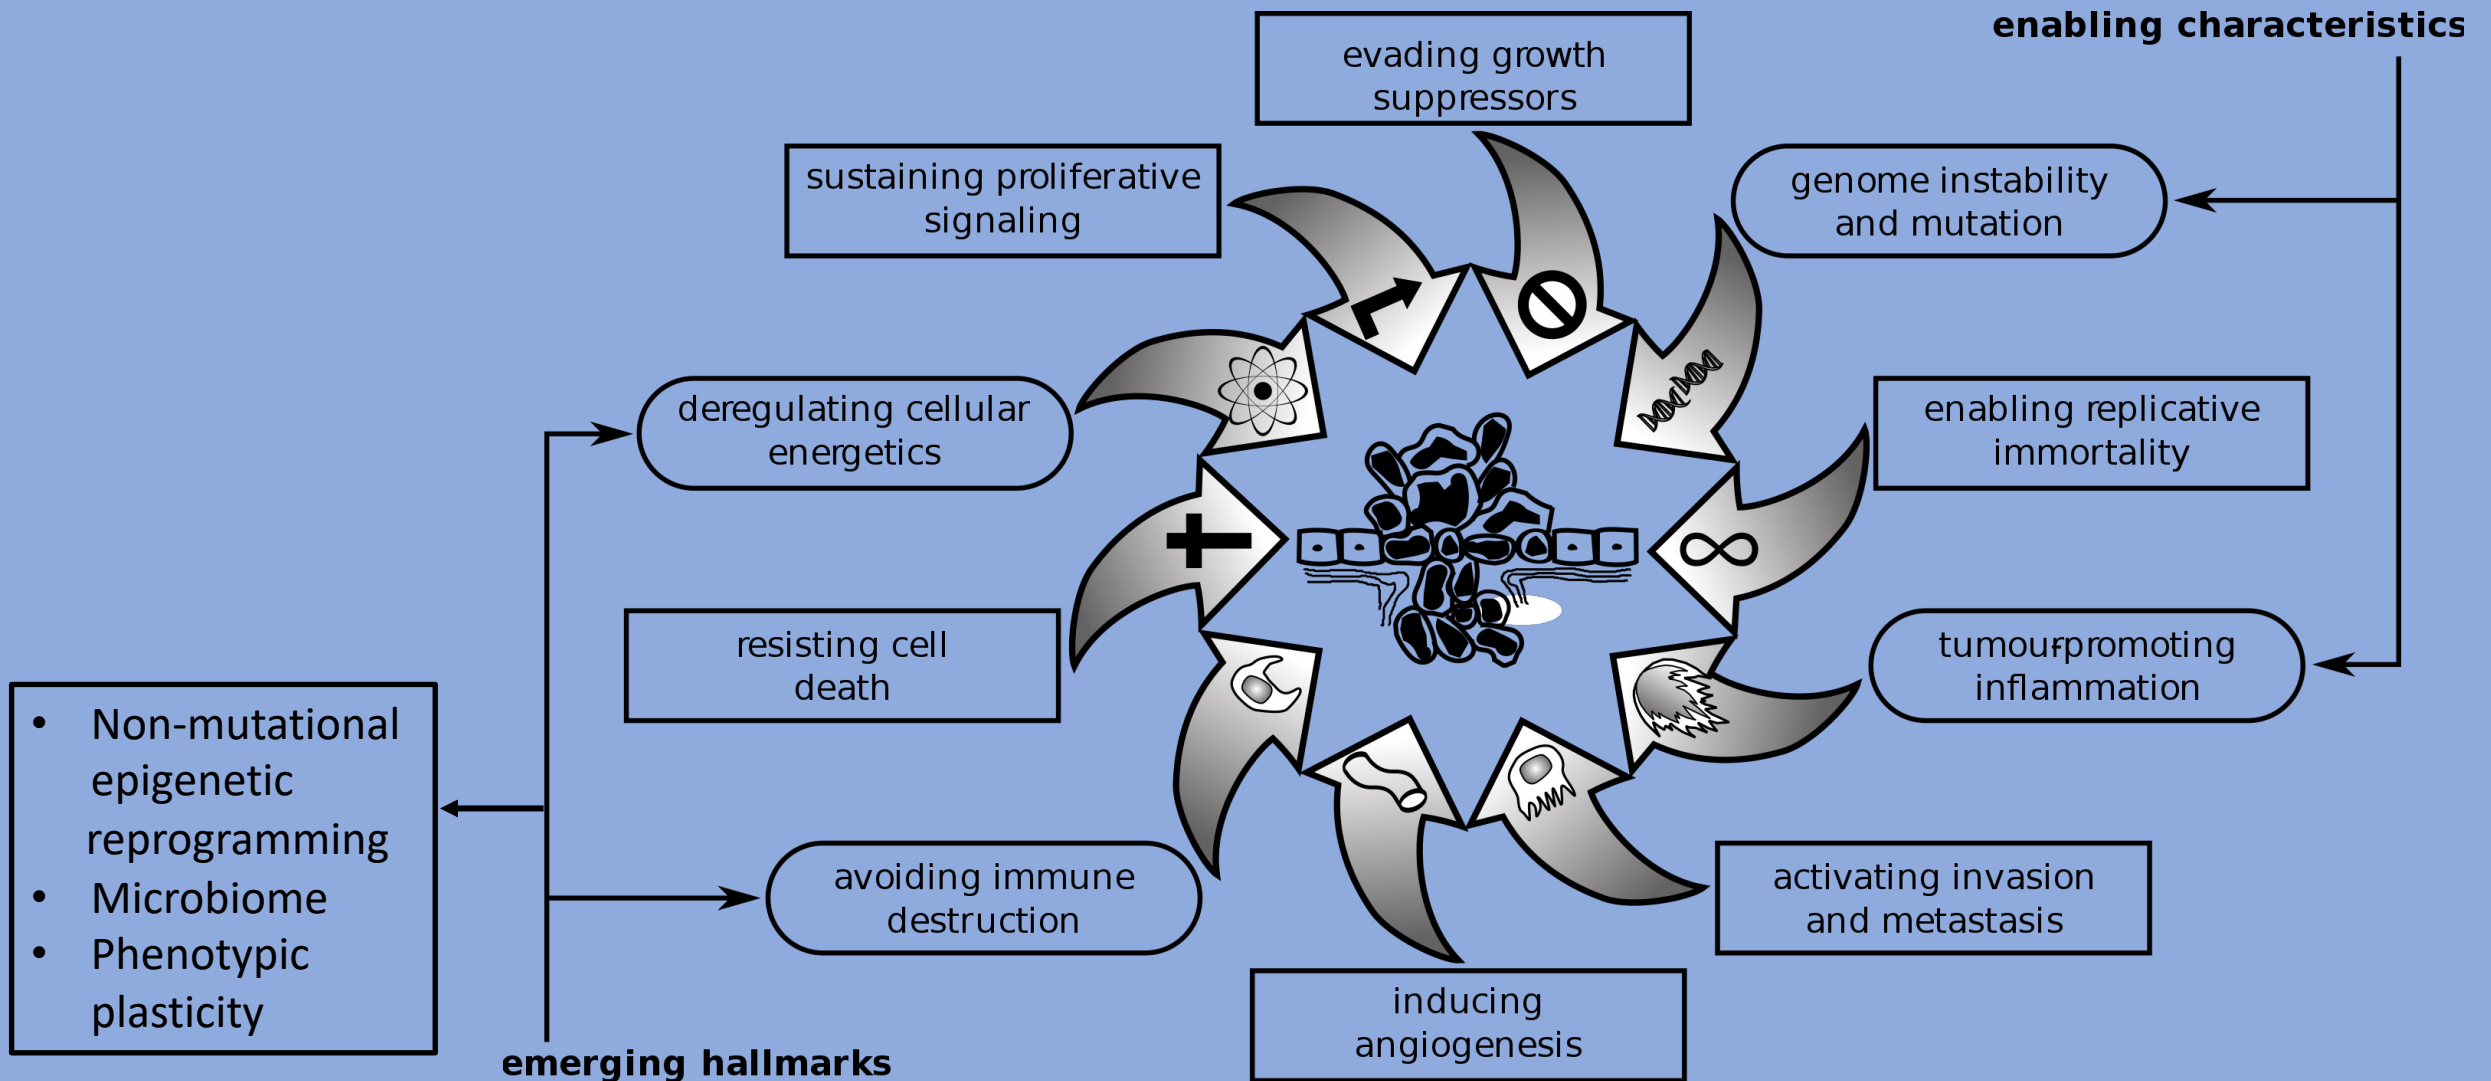 enabling characteristics
evading growth
suppressors
sustaining proliferative
signaling
genome instability
and mutation
deregulating cellular
energetics
enabling replicative
immortality
resisting cell
death
tumour-promoting
inflammation
• Non-mutational
epigenetic
reprogramming
• Microbiome
• Phenotypic
plasticity
avoiding immune
destruction
activating invasion
and metastasis
inducing
angiogenesis
emerging hallmarks